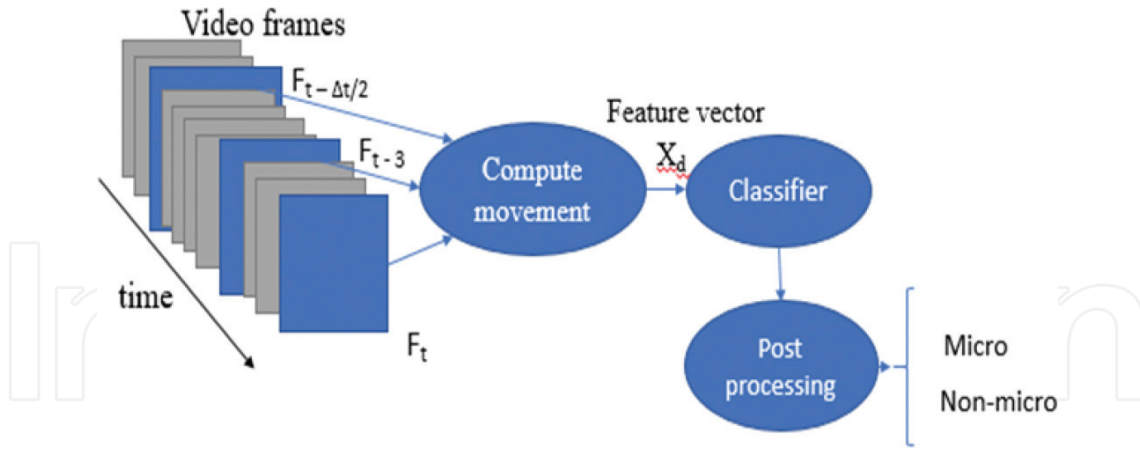 Video frames
F_{t – Δt/2}
F_{t - 3}
F_t
time
Compute
movement
Feature vector
X_d
Classifier
Post
processing
Micro
Non-micro